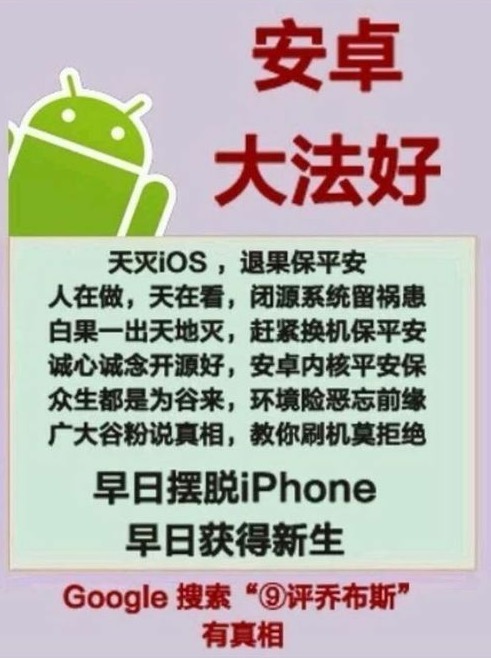 安卓
大法好
天灭iOS，退果保平安
人在做，天在看，闭源系统留祸患
白果一出天地灭，赶紧换机保平安
诚心诚念开源好，安卓内核平安保
众生都是为谷来，环境险恶忘前缘
广大谷粉说真相，教你刷机莫拒绝
早日摆脱iPhone
早日获得新生
Google 搜索“⑨评乔布斯”
有真相